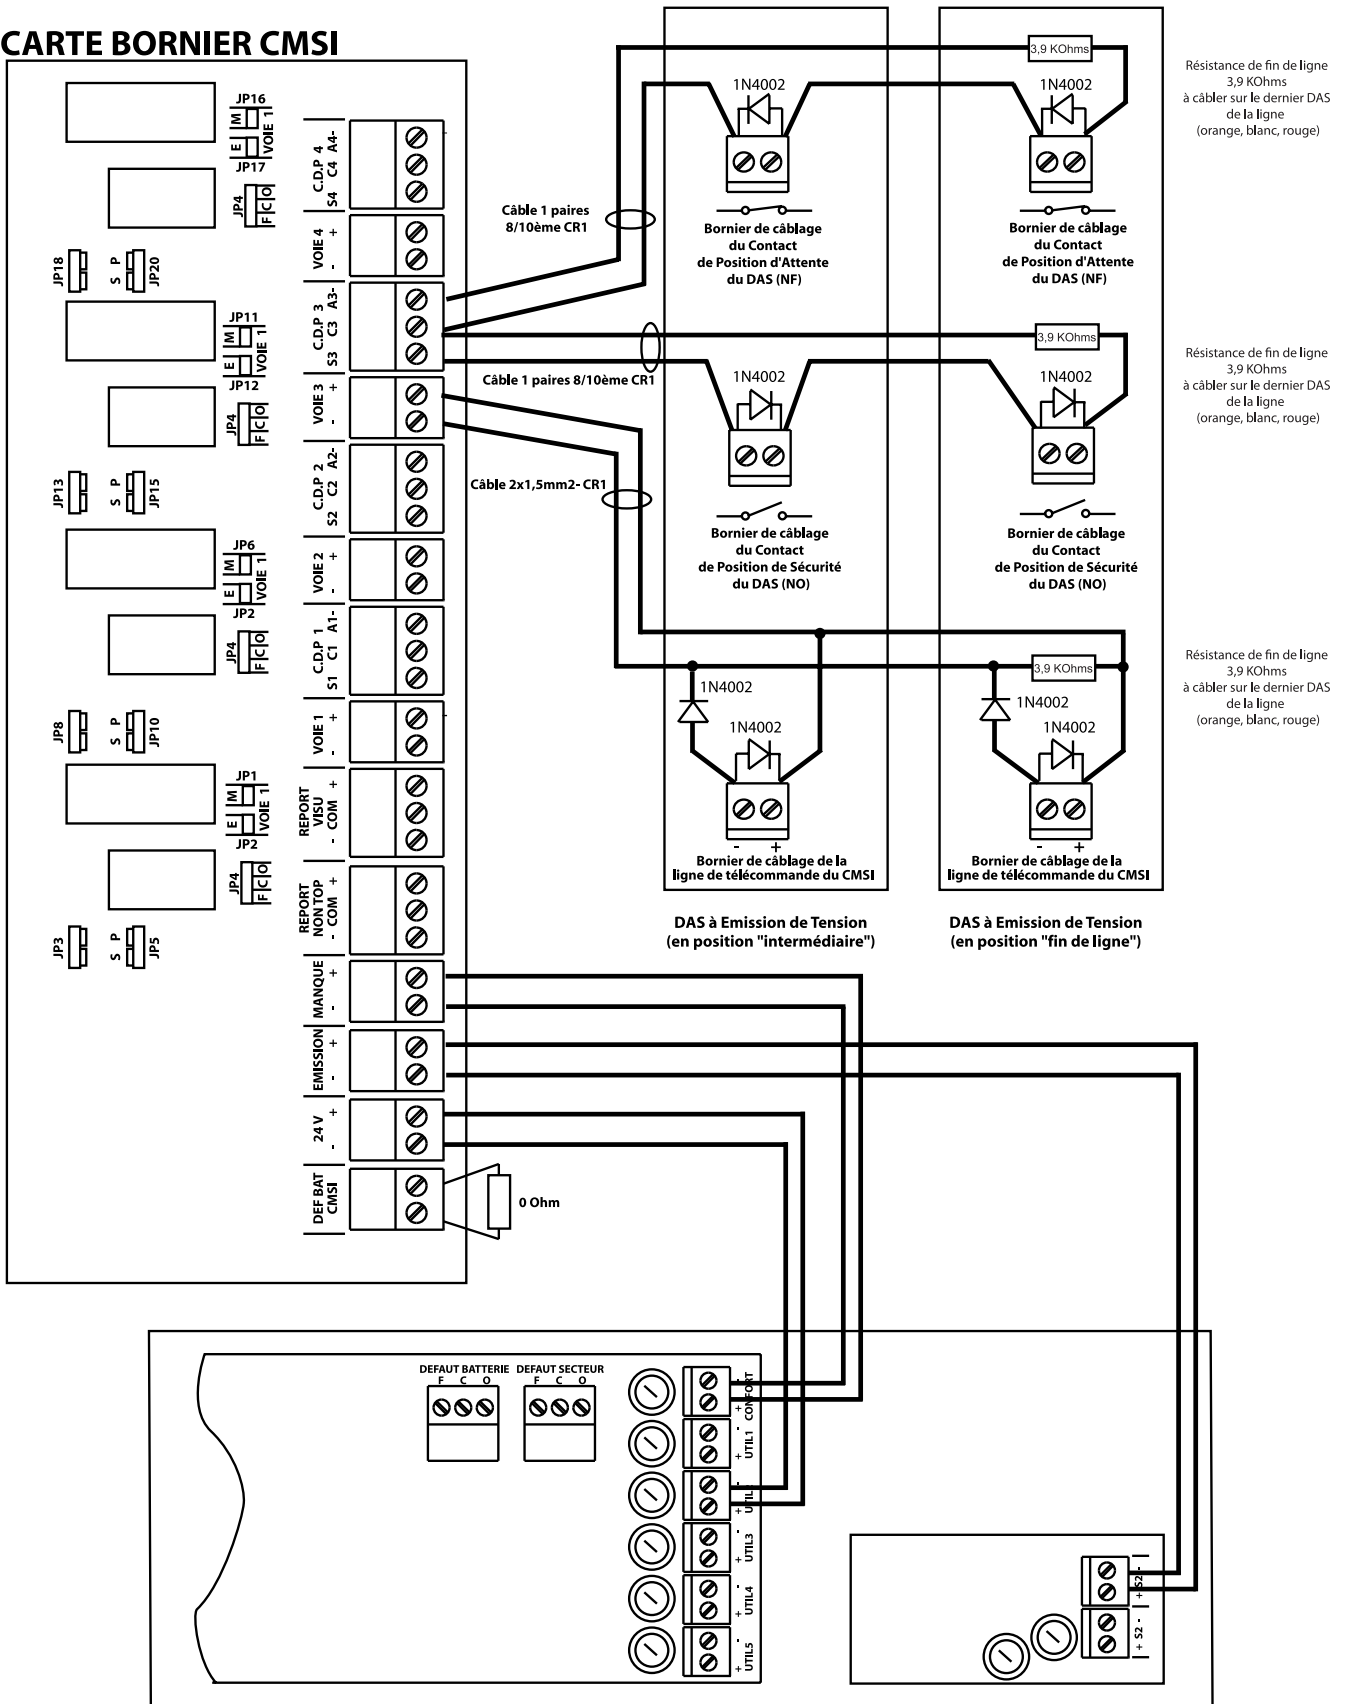 CARTE BORNIER CMSI
JP16
M
E
VOIE 1
JP17
JP4
F C O
JP18
S P
JP20
JP11
M
E
VOIE 1
JP12
JP4
F C O
JP13
S P
JP15
JP6
M
E
VOIE 1
JP2
JP4
F C O
JP8
S P
JP10
JP1
M
E
VOIE 1
JP2
JP4
F C O
JP3
S P
JP5
C.D.P 4
S4 C4 A4-
VOIE 4
- +
C.D.P 3
S3 C3 A3-
VOIE 3
- +
C.D.P 2
S2 C2 A2-
VOIE 2
- +
C.D.P 1
S1 C1 A1-
VOIE 1
- +
REPORT
VISU
- COM +
REPORT
NON TOP
- COM +
MANQUE
- +
EMISSION
- +
24 V
- +
DEF BAT
CMSI
0 Ohm
Câble 1 paires
8/10ème CR1
Câble 1 paires 8/10ème CR1
Câble 2x1,5mm2- CR1
1N4002
Bornier de câblage
du Contact
de Position d'Attente
du DAS (NF)
3,9 KOhms
1N4002
Bornier de câblage
du Contact
de Position d'Attente
du DAS (NF)
Résistance de fin de ligne
3,9 KOhms
à câbler sur le dernier DAS
de la ligne
(orange, blanc, rouge)
1N4002
Bornier de câblage
du Contact
de Position de Sécurité
du DAS (NO)
3,9 KOhms
1N4002
Bornier de câblage
du Contact
de Position de Sécurité
du DAS (NO)
Résistance de fin de ligne
3,9 KOhms
à câbler sur le dernier DAS
de la ligne
(orange, blanc, rouge)
1N4002
1N4002
- +
Bornier de câblage de la
ligne de télécommande du CMSI
3,9 KOhms
1N4002
1N4002
- +
Bornier de câblage de la
ligne de télécommande du CMSI
Résistance de fin de ligne
3,9 KOhms
à câbler sur le dernier DAS
de la ligne
(orange, blanc, rouge)
DAS à Emission de Tension
(en position "intermédiaire")
DAS à Emission de Tension
(en position "fin de ligne")
DEFAUT BATTERIE
F C O
DEFAUT SECTEUR
F C O
+ -
CONFORT
+ -
UTIL1
+ -
UTIL2
+ -
UTIL3
+ -
UTIL4
+ -
UTIL5
+ S2 -
+ S2 -